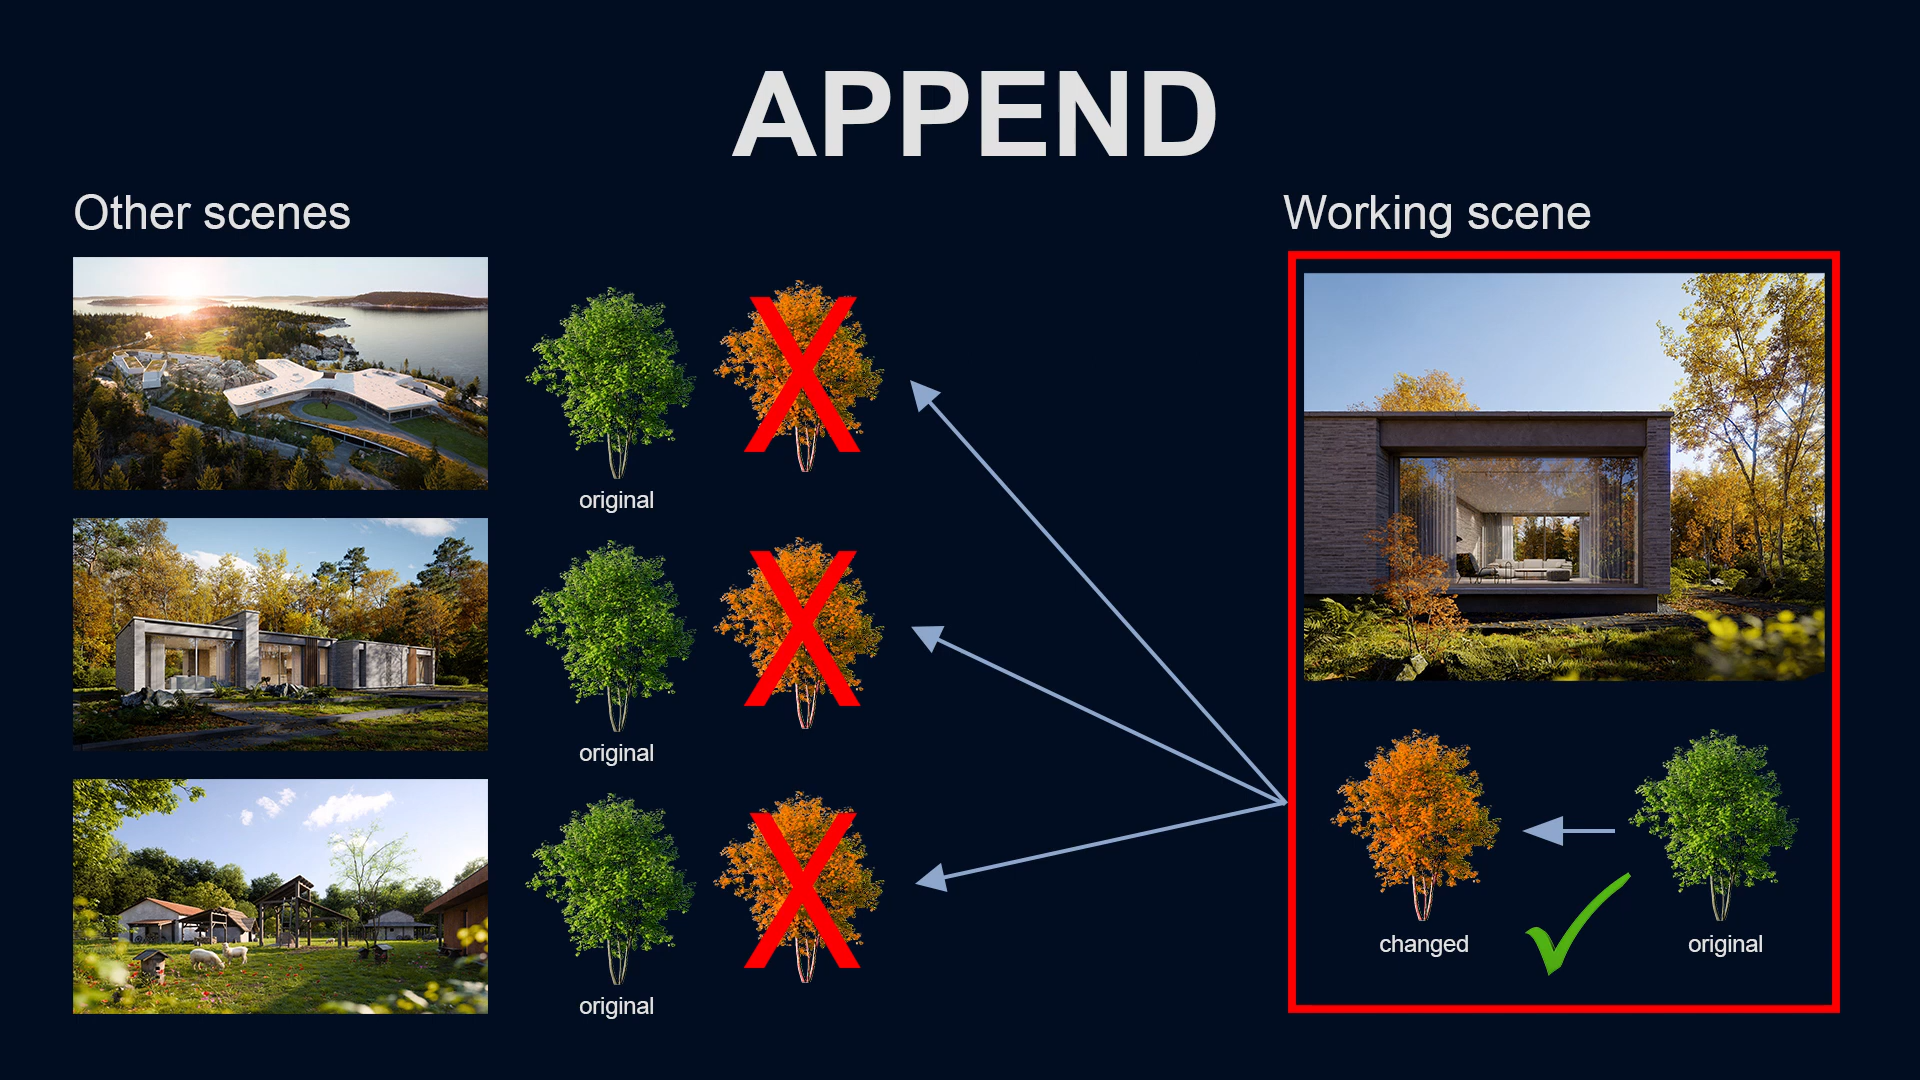 APPEND
Other scenes
Working scene
original
original
original
changed
original